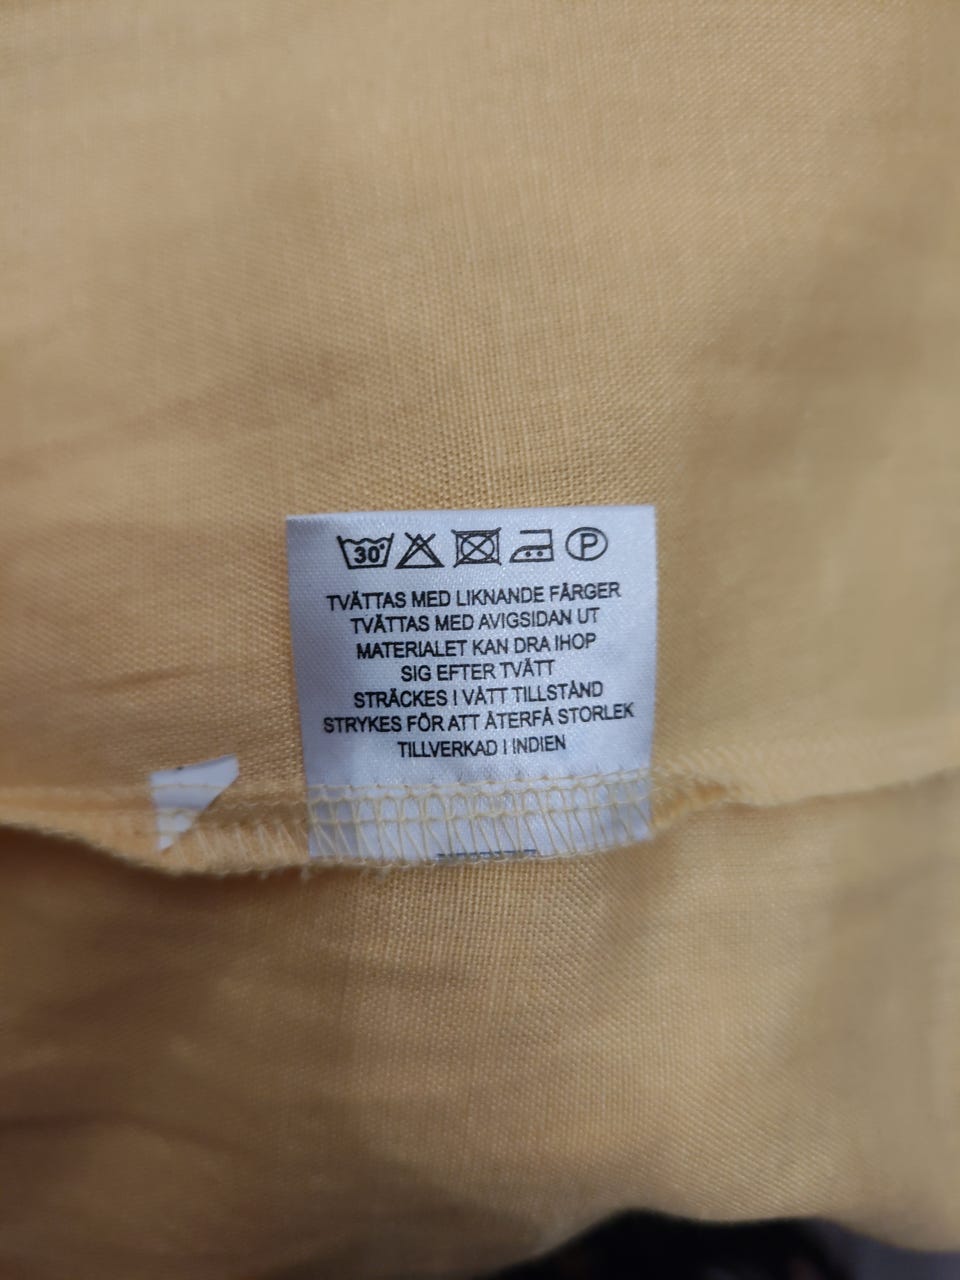 30°
P
TVÄTTAS MED LIKNANDE FÄRGER
TVÄTTAS MED AVIGSIDAN UT
MATERIALET KAN DRA IHOP
SIG EFTER TVÄTT
STRÄCKES I VÅTT TILLSTÅND
STRYKES FÖR ATT ÅTERFÅ STORLEK
TILLVERKAD I INDIEN